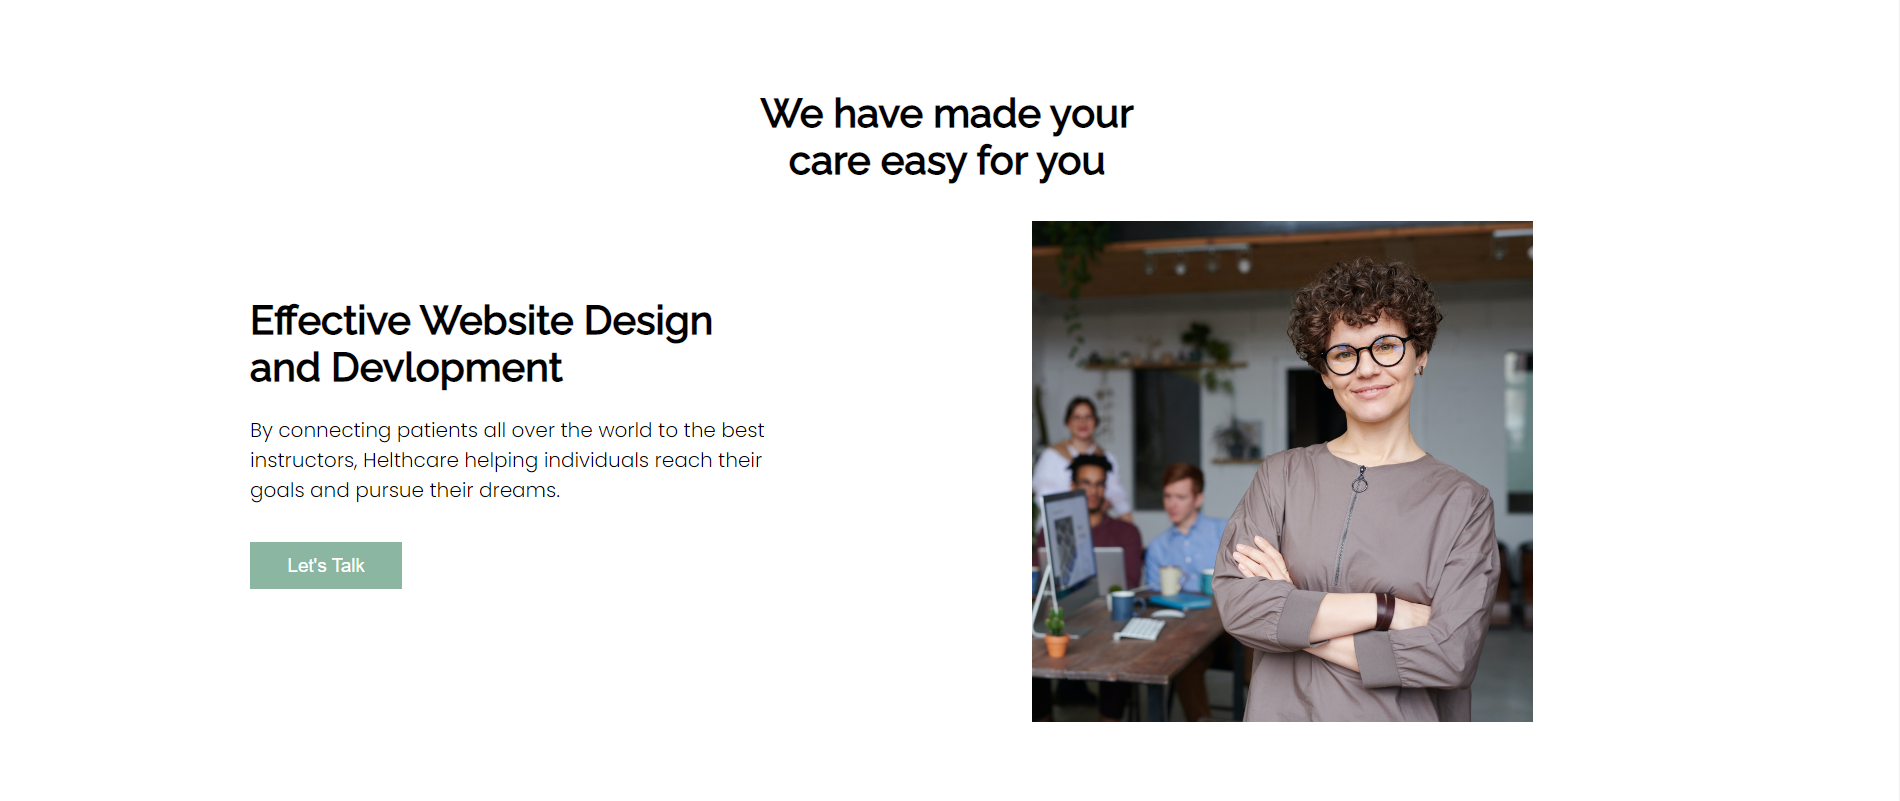 We have made your
care easy for you
Effective Website Design
and Devlopment
By connecting patients all over the world to the best
instructors, Helthcare helping individuals reach their
goals and pursue their dreams.
Let's Talk